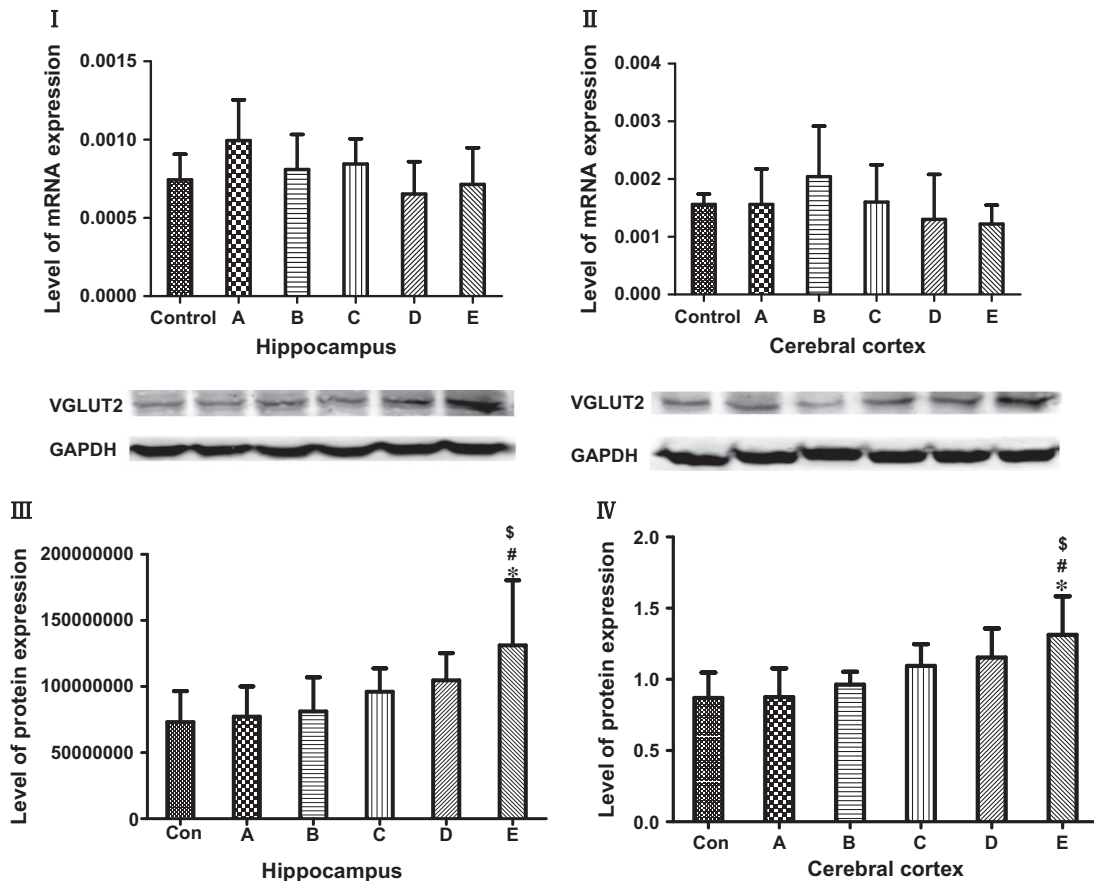 Ⅰ
Level of mRNA expression
0.0015
0.0010
0.0005
0.0000
Control A B C D E
Hippocampus
Ⅱ
Level of mRNA expression
0.004
0.003
0.002
0.001
0.000
Control A B C D E
Cerebral cortex
VGLUT2
GAPDH
VGLUT2
GAPDH
Ⅲ
Level of protein expression
200000000
150000000
100000000
50000000
0
$
#
*
Con A B C D E
Hippocampus
Ⅳ
Level of protein expression
2.0
1.5
1.0
0.5
0.0
$
#
*
Con A B C D E
Cerebral cortex